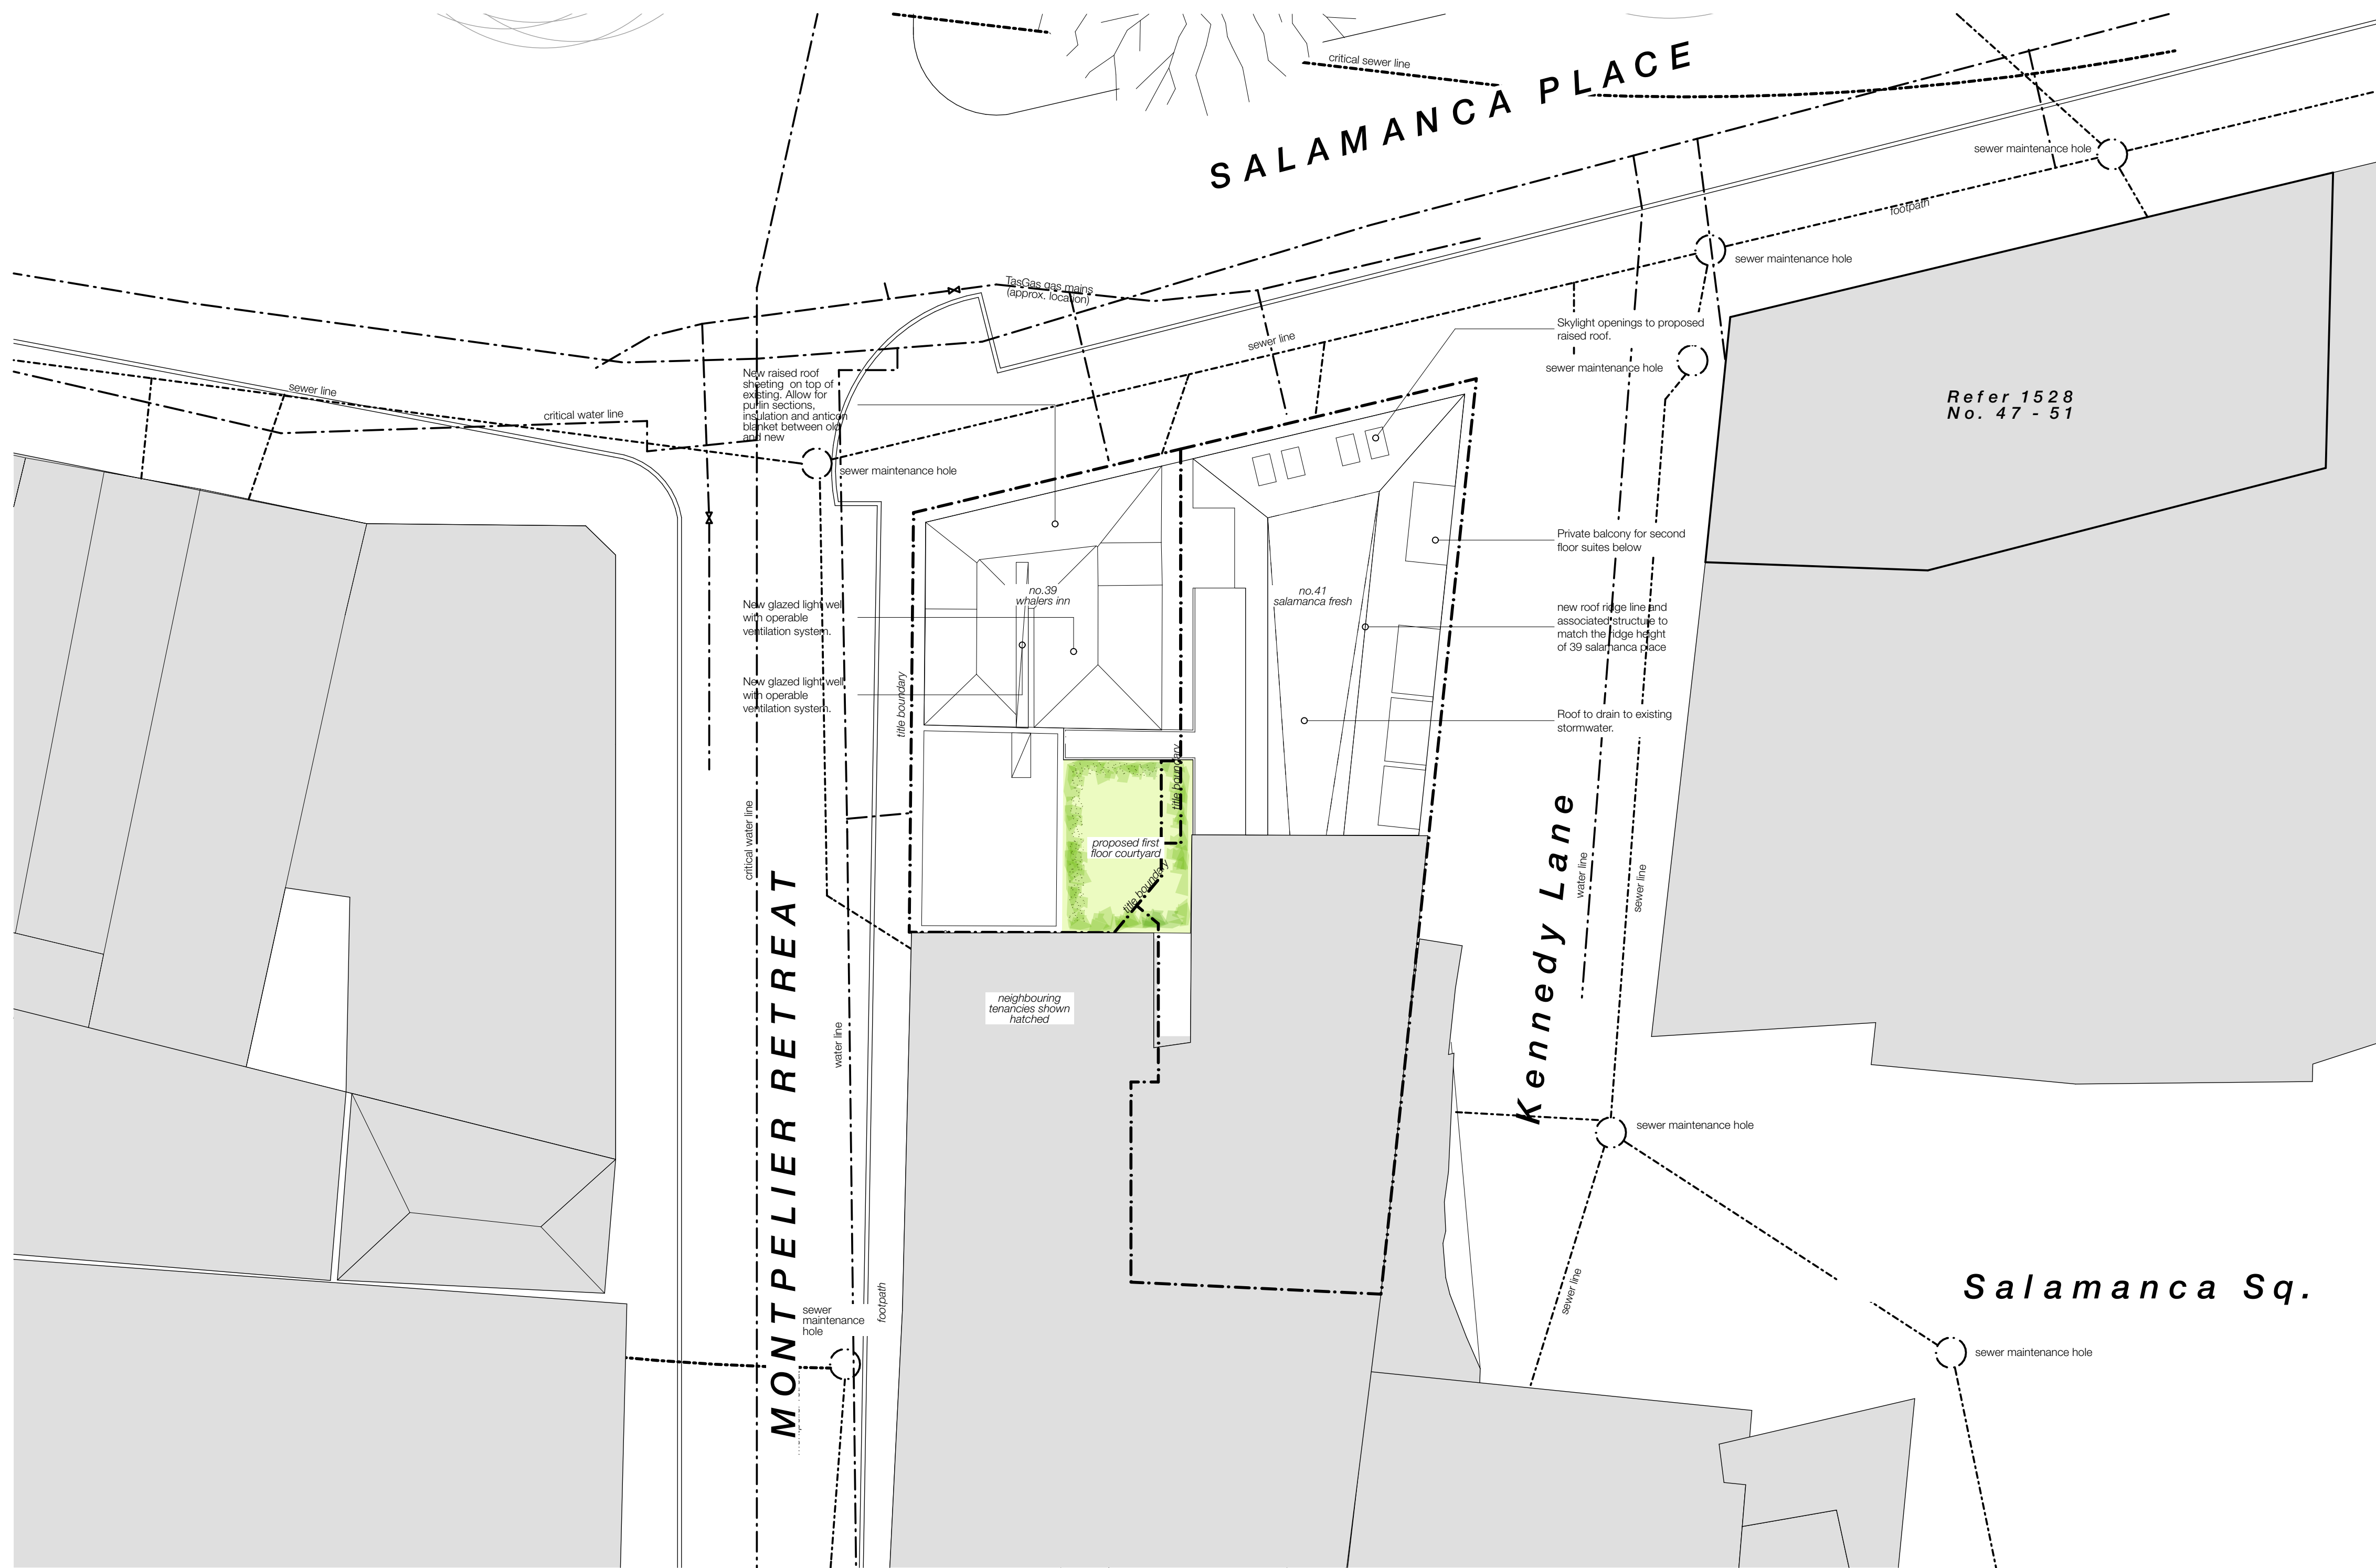 critical sewer line
SALAMANCA PLACE
sewer maintenance hole
footpath
sewer maintenance hole
TasGas gas mains
(approx. location)
Skylight openings to proposed
raised roof.
sewer line
sewer maintenance hole
New raised roof
sheeting on top of
existing. Allow for
purlin sections,
insulation and anticon
blanket between old
and new
sewer line
critical water line
Refer 1528
No. 47 - 51
sewer maintenance hole
Private balcony for second
floor suites below
no.39
whalers inn
no.41
salamanca fresh
New glazed light well
with operable
ventilation system.
new roof ridge line and
associated structure to
match the ridge height
of 39 salamanca place
New glazed light well
with operable
ventilation system.
title boundary
Roof to drain to existing
stormwater.
title boundary
critical water line
proposed first
floor courtyard
title boundary
MONTPELIER RETREAT
Kennedy Lane
water line
sewer line
neighbouring
tenancies shown
hatched
water line
sewer maintenance hole
Salamanca Sq.
sewer line
footpath
sewer
maintenance
hole
sewer maintenance hole